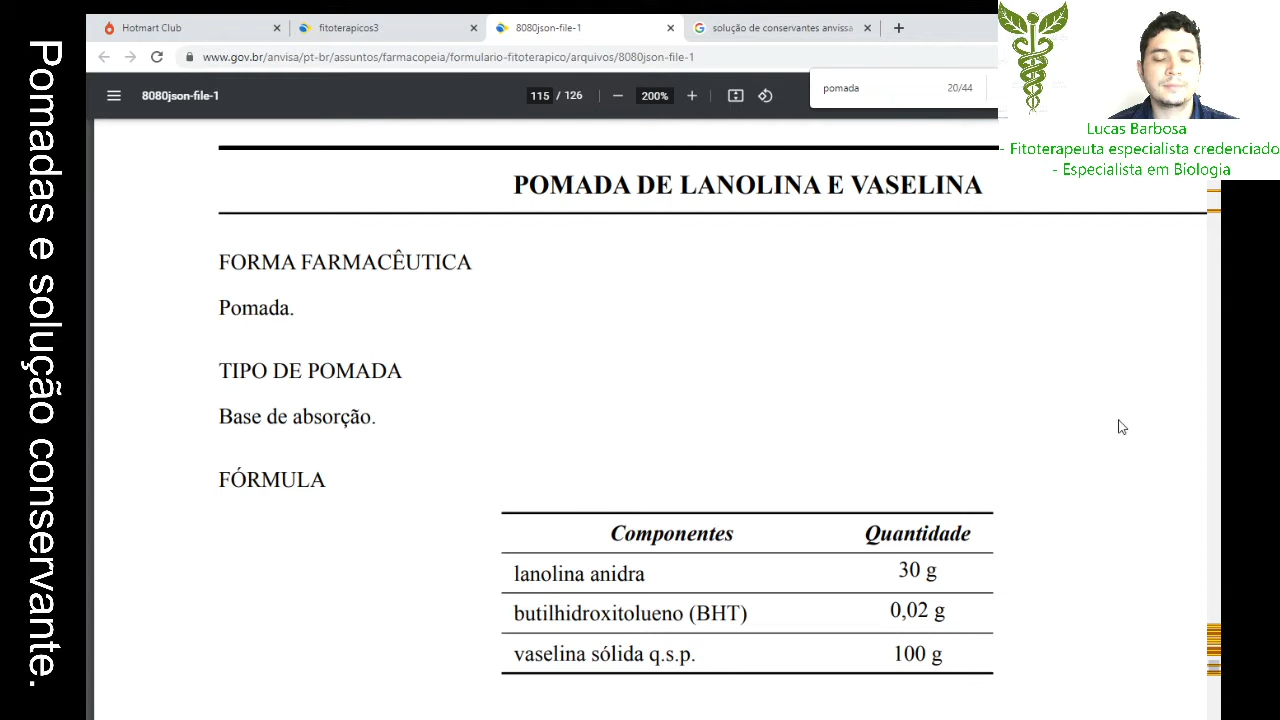 Pomadas e solução conservante.
Hotmart Club
fitoterapicos3
8080json-file-1
solução de conservantes anvissa
www.gov.br/anvisa/pt-br/assuntos/farmacopeia/formulario-fitoterapico/arquivos/8080json-file-1
8080json-file-1
115 / 126
200%
pomada 20/44
Lucas Barbosa
- Fitoterapeuta especialista credenciado
- Especialista em Biologia
POMADA DE LANOLINA E VASELINA
FORMA FARMACÊUTICA
Pomada.
TIPO DE POMADA
Base de absorção.
FÓRMULA
Componentes Quantidade
lanolina anidra 30 g
butilhidroxitolueno (BHT) 0,02 g
vaselina sólida q.s.p. 100 g